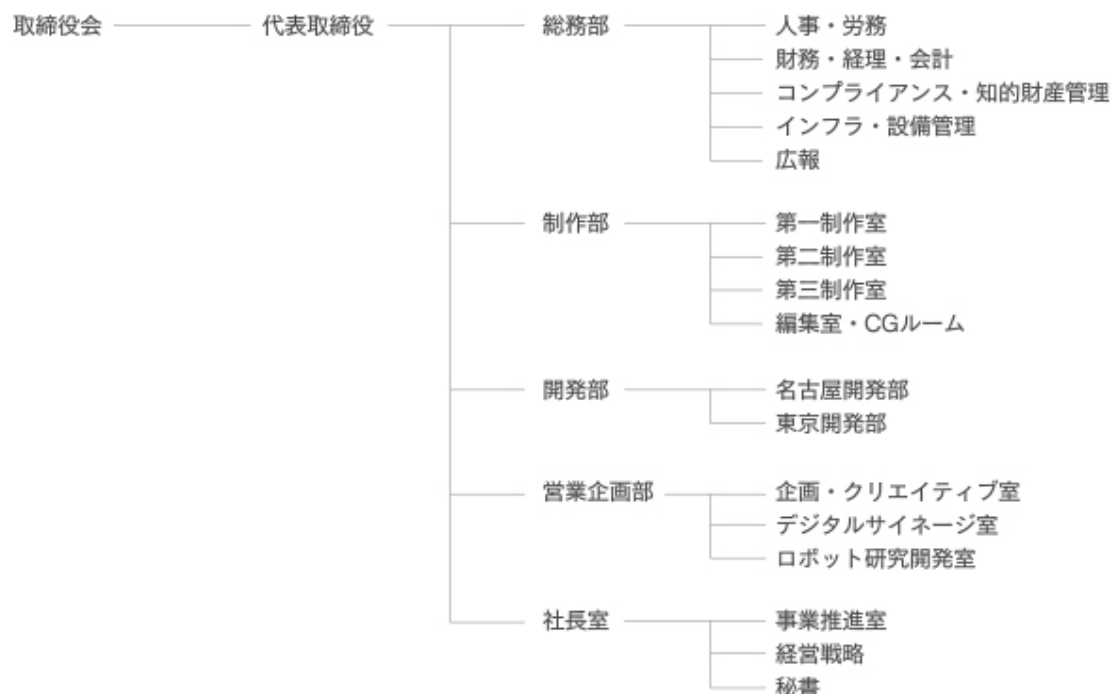 取締役会
代表取締役
総務部
人事・労務
財務・経理・会計
コンプライアンス・知的財産管理
インフラ・設備管理
広報
制作部
第一制作室
第二制作室
第三制作室
編集室・CGルーム
開発部
名古屋開発部
東京開発部
営業企画部
企画・クリエイティブ室
デジタルサイネージ室
ロボット研究開発室
社長室
事業推進室
経営戦略
秘書